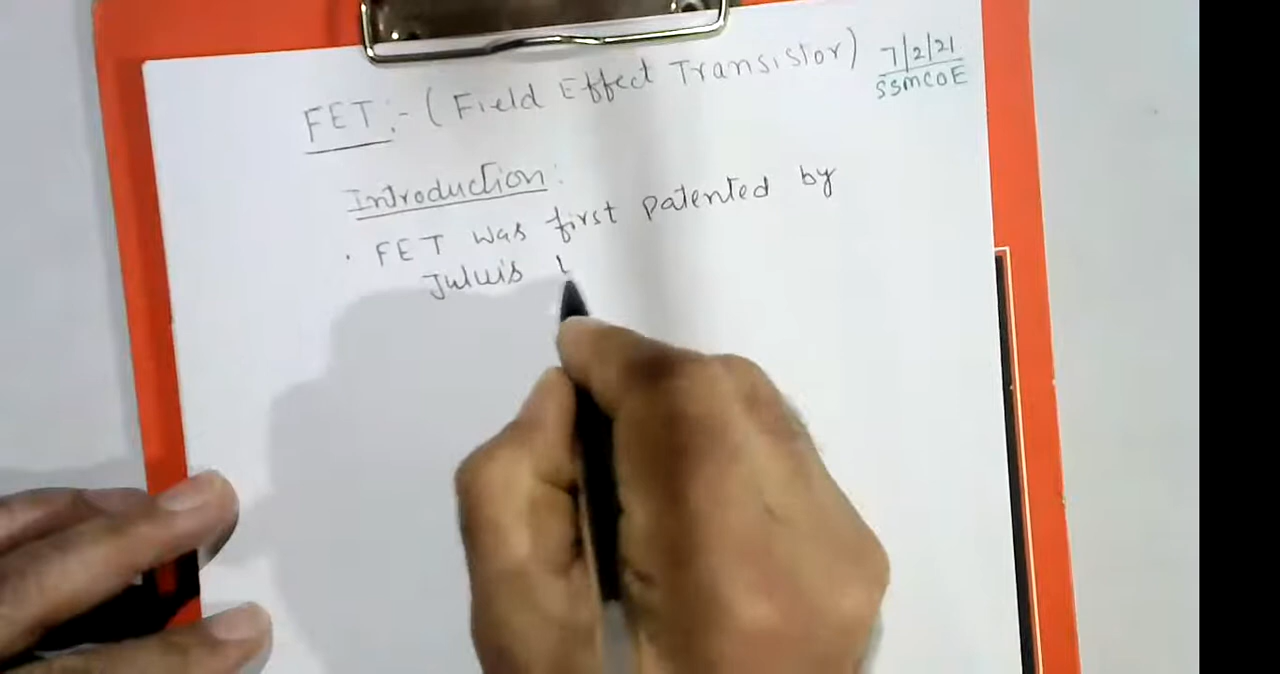 FET:- (Field Effect Transistor) 7/2/21
SSMCOE
Introduction:
. FET was first patented by
Juluis